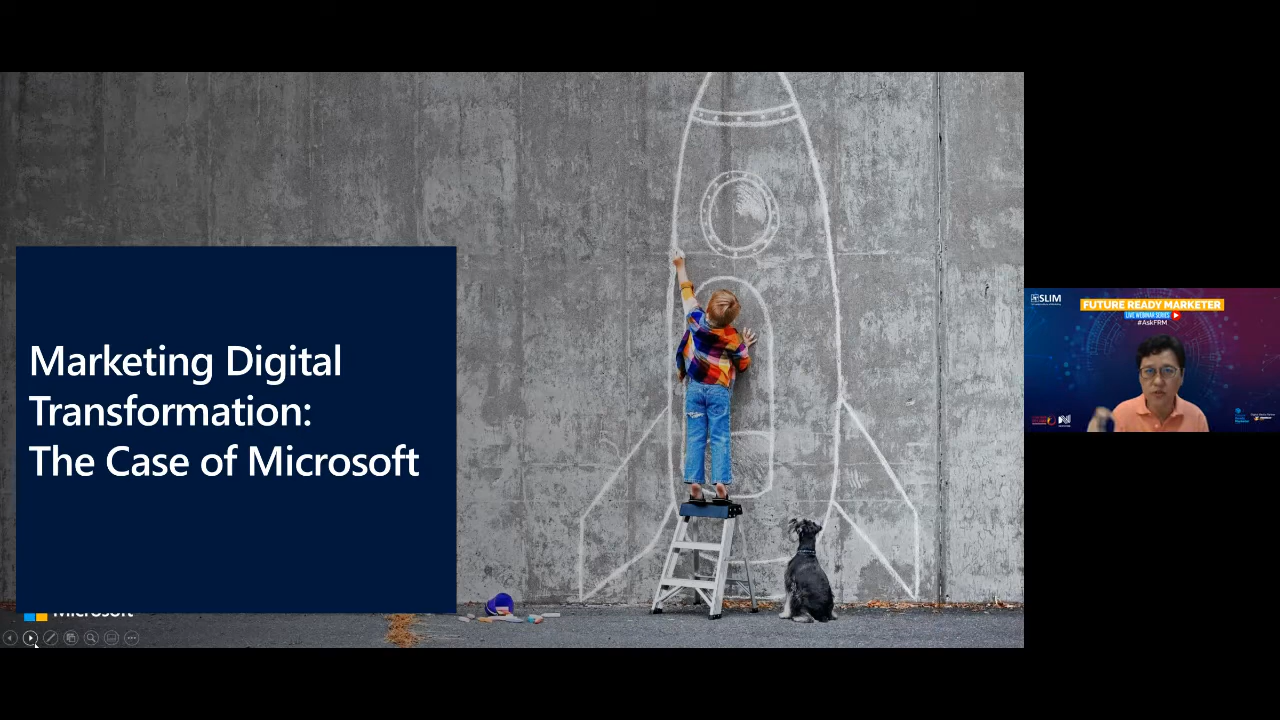 Marketing Digital
Transformation:
The Case of Microsoft
Microsoft
SLIM
FUTURE READY MARKETER
LIVE WEBINAR SERIES
#AskFRM